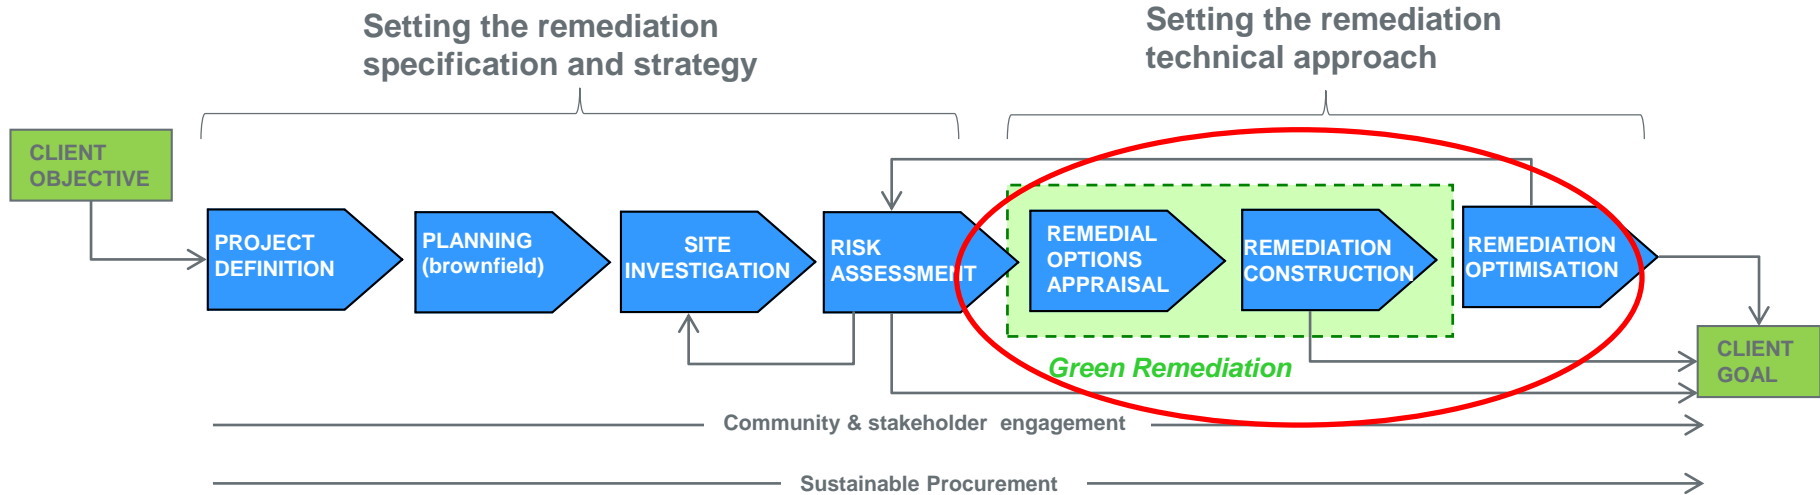 Setting the remediation
specification and strategy
Setting the remediation
technical approach
CLIENT
OBJECTIVE
PROJECT
DEFINITION
PLANNING
(brownfield)
SITE
INVESTIGATION
RISK
ASSESSMENT
REMEDIAL
OPTIONS
APPRAISAL
REMEDIATION
CONSTRUCTION
REMEDIATION
OPTIMISATION
Green Remediation
CLIENT
GOAL
Community & stakeholder engagement
Sustainable Procurement